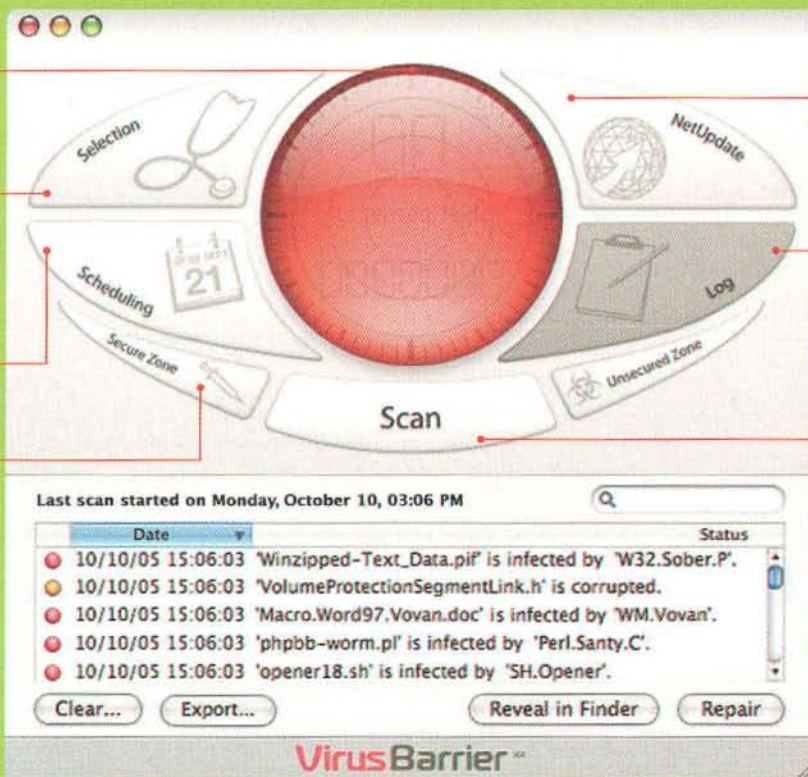 Selection
NetUpdate
Scheduling
21
Log
Secure Zone
Unsecured Zone
Scan
Last scan started on Monday, October 10, 03:06 PM
Date Status
10/10/05 15:06:03 'Winzipped-Text_Data.pif' is infected by 'W32.Sober.P'.
10/10/05 15:06:03 'VolumeProtectionSegmentLink.h' is corrupted.
10/10/05 15:06:03 'Macro.Word97.Vovan.doc' is infected by 'WM.Vovan'.
10/10/05 15:06:03 'phpbb-worm.pl' is infected by 'Perl.Santy.C'.
10/10/05 15:06:03 'opener18.sh' is infected by 'SH.Opener'.
Clear... Export... Reveal in Finder Repair
VirusBarrier